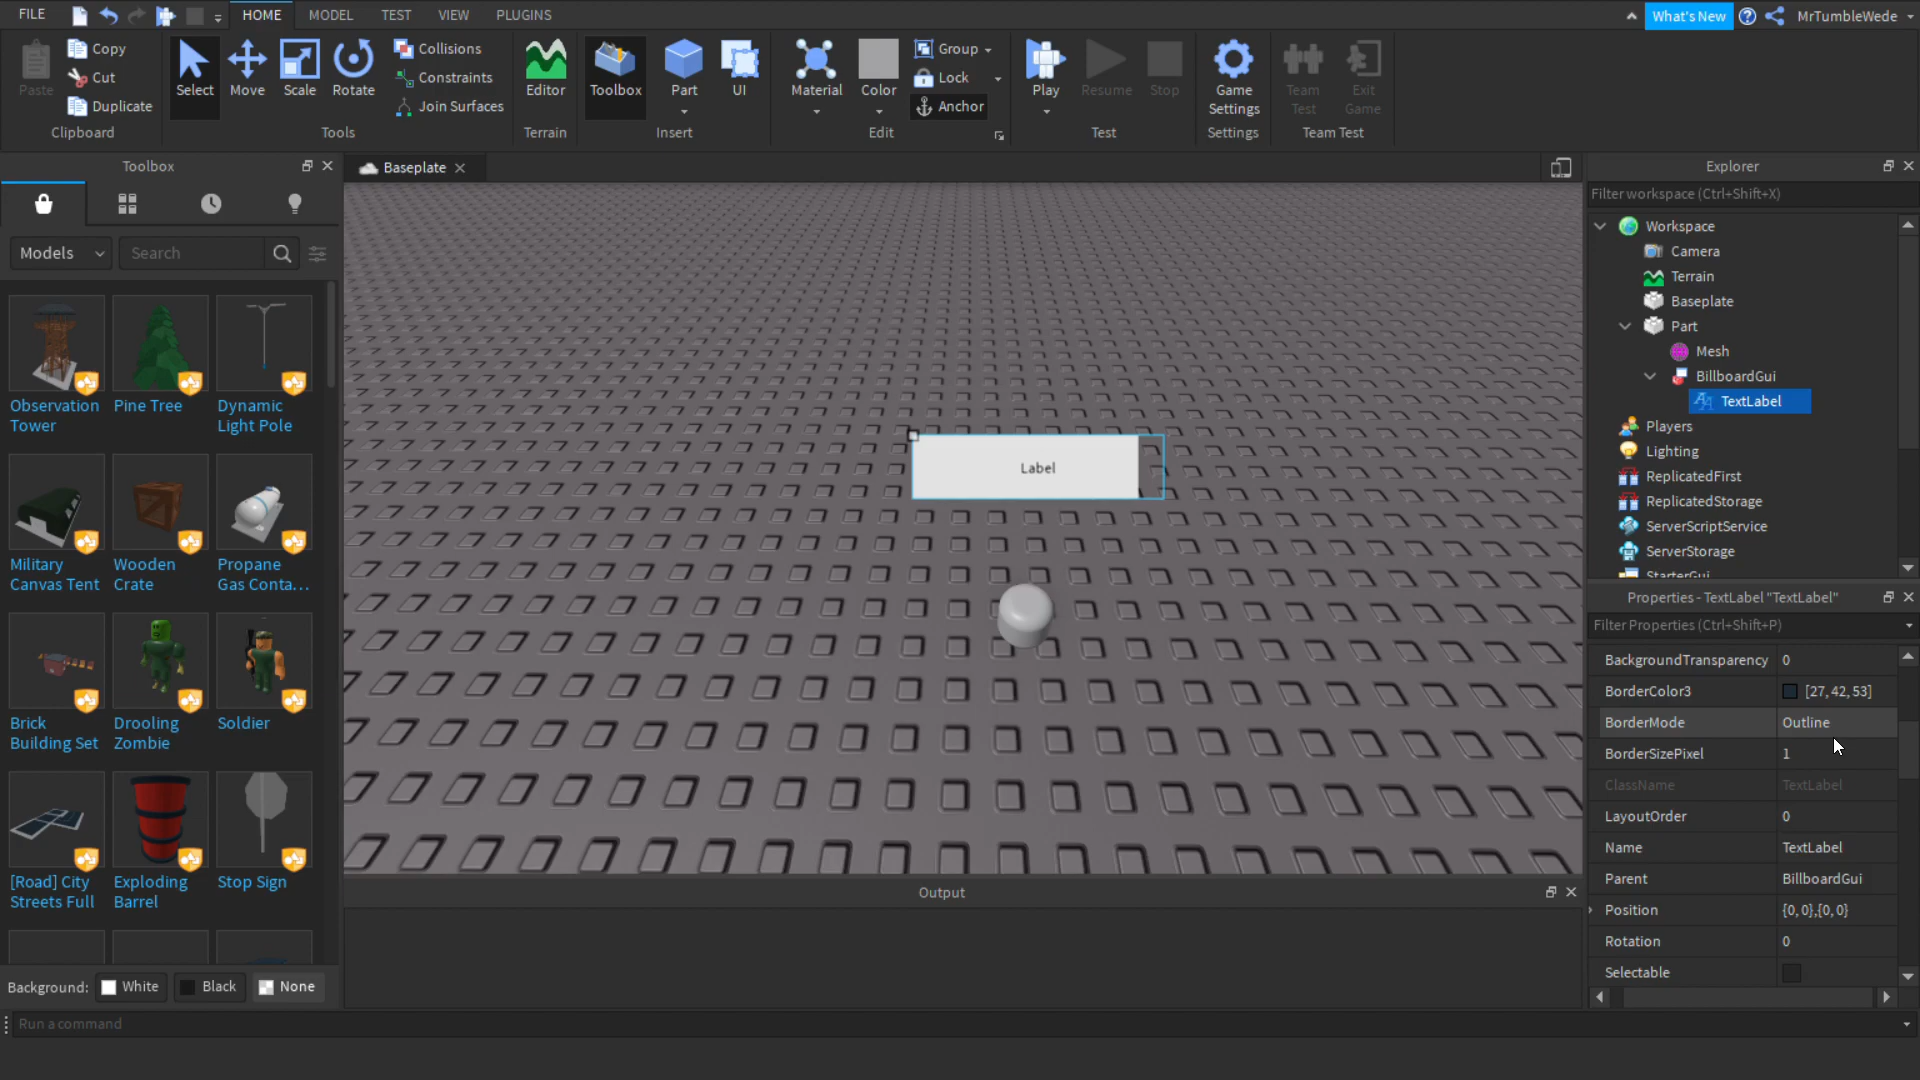 FILE
HOME
MODEL
TEST
VIEW
PLUGINS
What's New
MrTumbleWede
Paste
Copy
Cut
Duplicate
Clipboard
Select
Move
Scale
Rotate
Collisions
Constraints
Join Surfaces
Tools
Editor
Terrain
Toolbox
Part
UI
Insert
Material
Color
Group
Lock
Anchor
Edit
Play
Resume
Stop
Test
Game
Settings
Settings
Team
Test
Exit
Game
Team Test
Toolbox
Models
Search
Observation
Tower
Pine Tree
Dynamic
Light Pole
Military
Canvas Tent
Wooden
Crate
Propane
Gas Conta...
Brick
Building Set
Drooling
Zombie
Soldier
[Road] City
Streets Full
Exploding
Barrel
Stop Sign
Background:
White
Black
None
Baseplate
Label
Output
Run a command
Explorer
Filter workspace (Ctrl+Shift+X)
Workspace
Camera
Terrain
Baseplate
Part
Mesh
BillboardGui
TextLabel
Players
Lighting
ReplicatedFirst
ReplicatedStorage
ServerScriptService
ServerStorage
StarterGui
Properties - TextLabel "TextLabel"
Filter Properties (Ctrl+Shift+P)
BackgroundTransparency 0
BorderColor3 [27, 42, 53]
BorderMode Outline
BorderSizePixel 1
ClassName TextLabel
LayoutOrder 0
Name TextLabel
Parent BillboardGui
Position {0, 0},{0, 0}
Rotation 0
Selectable